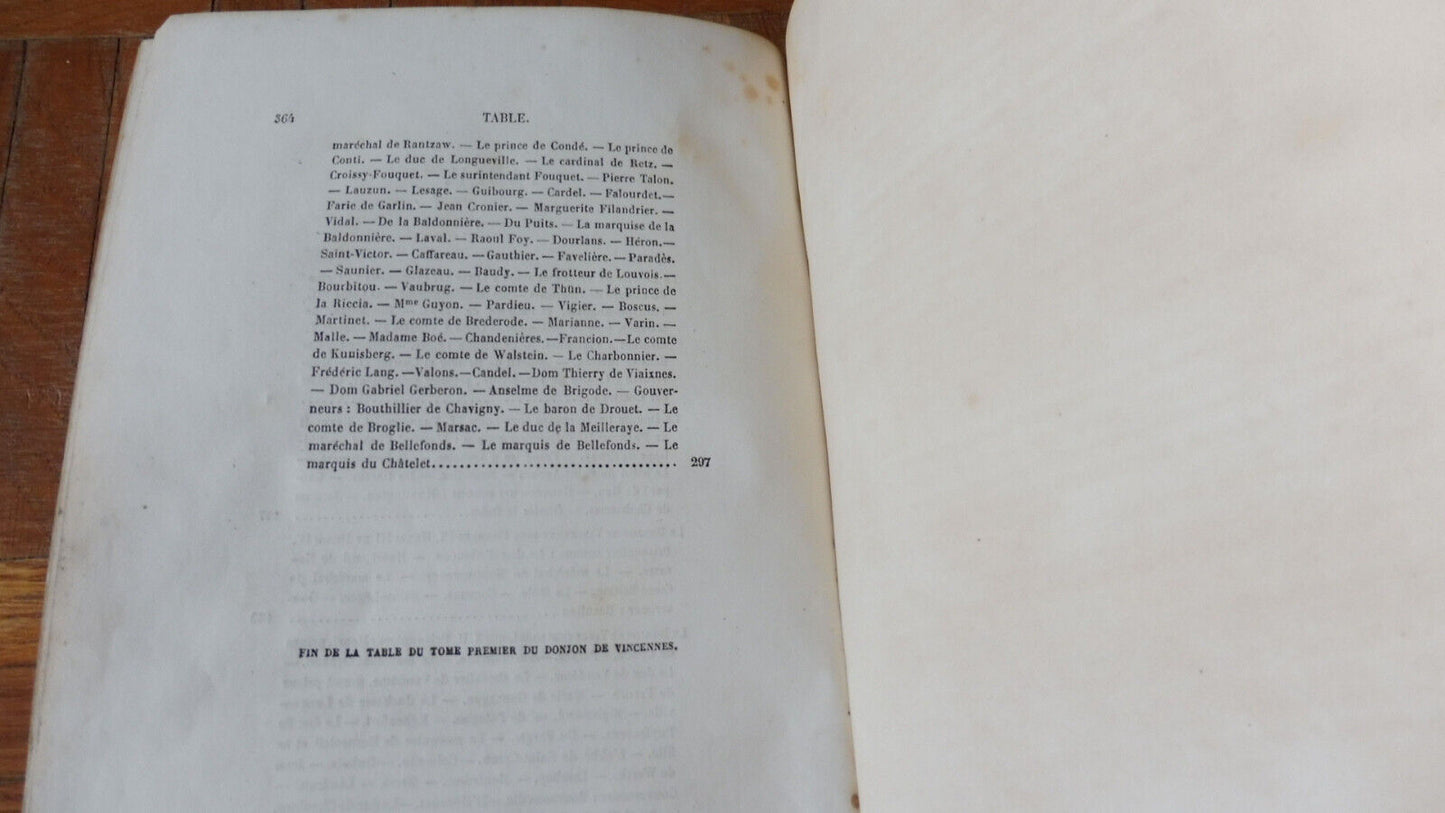 364 TABLE.
maréchal de Rantzaw. — Le prince de Condé. — Le prince de
Conti. — Le duc de Longueville. — Le cardinal de Retz. —
Croissy-Fouquet. — Le surintendant Fouquet. — Pierre Talon.
— Lauzun. — Lesage. — Guibourg. — Cardel. — Falourdet. —
Farie de Garlin. — Jean Cronier. — Marguerite Filandrier. —
Vidal. — De la Baldonnière. — Du Puits. — La marquise de la
Baldonnière. — Laval. — Raoul Foy. — Dourlans. — Héron. —
Saint-Victor. — Caffareau. — Gauthier. — Favelière. — Paradès.
— Saunier. — Glazeau. — Baudy. — Le frotteur de Louvois. —
Bourbitou. — Vaubrug. — Le comte de Thun. — Le prince de
la Riccia. — Mme Guyon. — Pardieu. — Vigier. — Boscus. —
Martinet. — Le comte de Brederode. — Marianne. — Varin. —
Malle. — Madame Boé. — Chandenières. — Francion. — Le comte
de Kunisberg. — Le comte de Walstein. — Le Charbonnier. —
Frédéric Lang. — Valons. — Candel. — Dom Thierry de Viaixnes.
— Dom Gabriel Gerberon. — Anselme de Brigode. — Gouver-
neurs : Bouthillier de Chavigny. — Le baron de Drouet. — Le
comte de Broglie. — Marsac. — Le duc de la Meilleraye. — Le
maréchal de Bellefonds. — Le marquis de Bellefonds. — Le
marquis du Châtelet................................... 297
FIN DE LA TABLE DU TOME PREMIER DU DONJON DE VINCENNES.